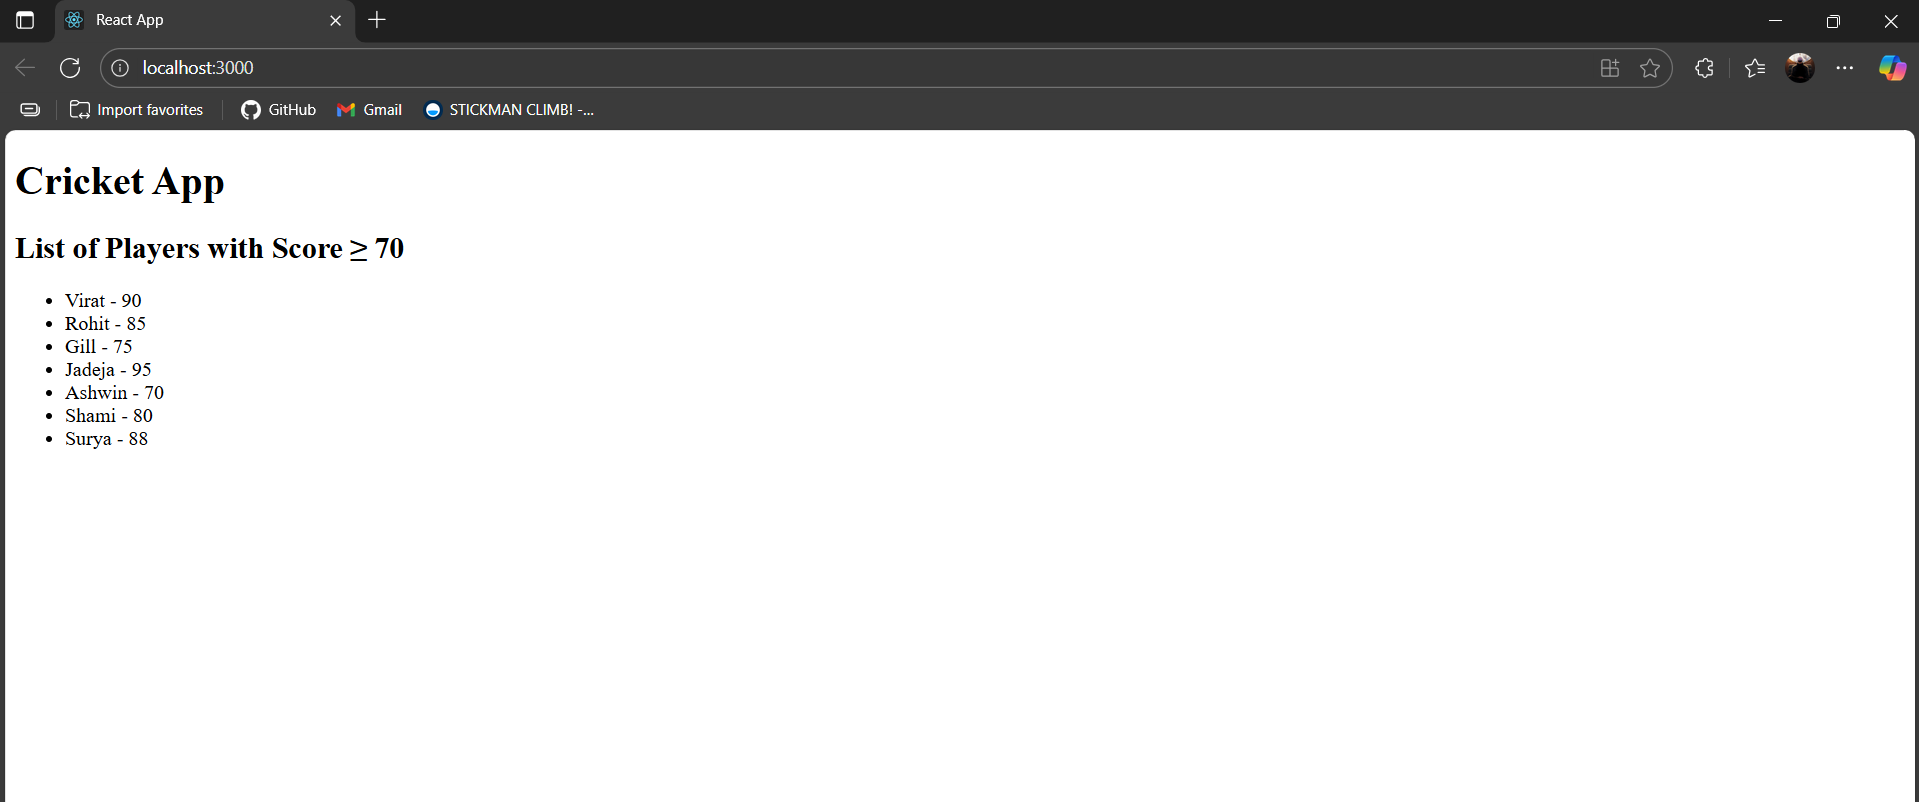 React App
localhost:3000
Import favorites GitHub Gmail STICKMAN CLIMB! -...
Cricket App
List of Players with Score ≥ 70
• Virat - 90
• Rohit - 85
• Gill - 75
• Jadeja - 95
• Ashwin - 70
• Shami - 80
• Surya - 88